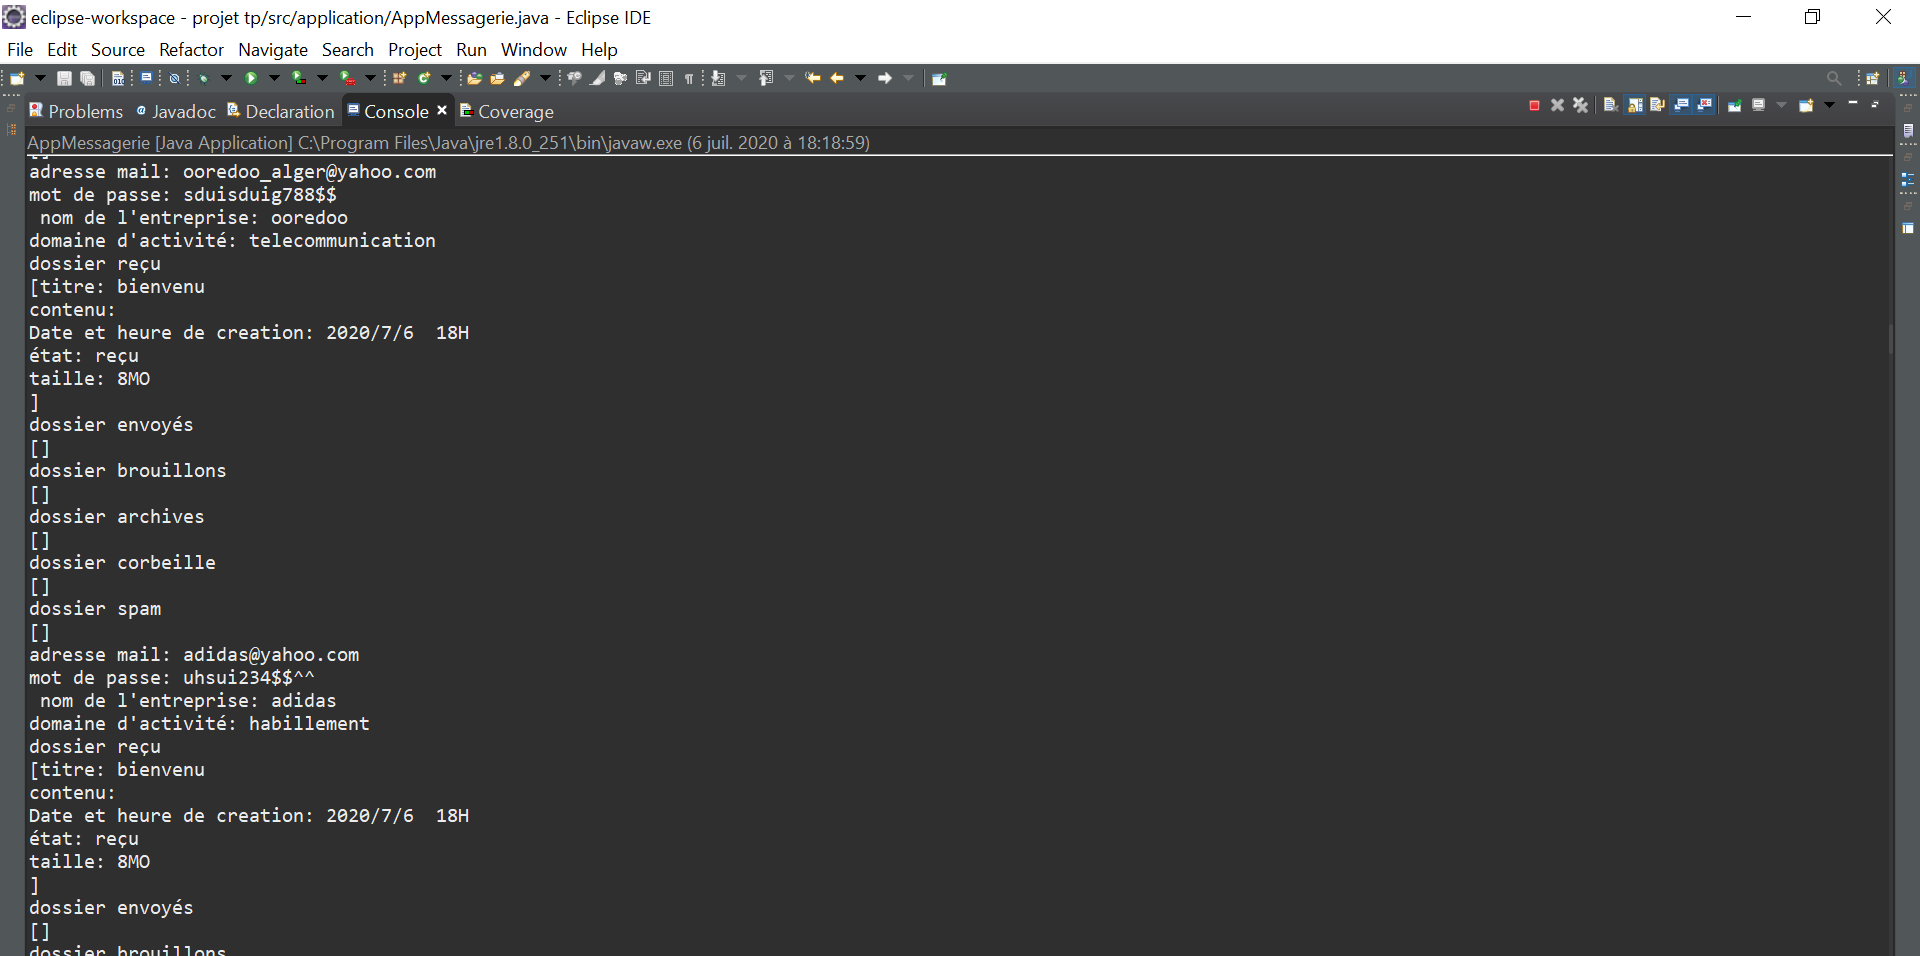 eclipse-workspace - projet tp/src/application/AppMessagerie.java - Eclipse IDE
File Edit Source Refactor Navigate Search Project Run Window Help
Problems Javadoc Declaration Console Coverage
AppMessagerie [Java Application] C:\Program Files\Java\jre1.8.0_251\bin\javaw.exe (6 juil. 2020 à 18:18:59)
[]
adresse mail: ooredoo_alger@yahoo.com
mot de passe: sduisduig788$$
nom de l'entreprise: ooredoo
domaine d'activité: telecommunication
dossier reçu
[titre: bienvenu
contenu:
Date et heure de creation: 2020/7/6  18H
état: reçu
taille: 8MO
]
dossier envoyés
[]
dossier brouillons
[]
dossier archives
[]
dossier corbeille
[]
dossier spam
[]
adresse mail: adidas@yahoo.com
mot de passe: uhsui234$$^^
nom de l'entreprise: adidas
domaine d'activité: habillement
dossier reçu
[titre: bienvenu
contenu:
Date et heure de creation: 2020/7/6  18H
état: reçu
taille: 8MO
]
dossier envoyés
[]
dossier brouillons